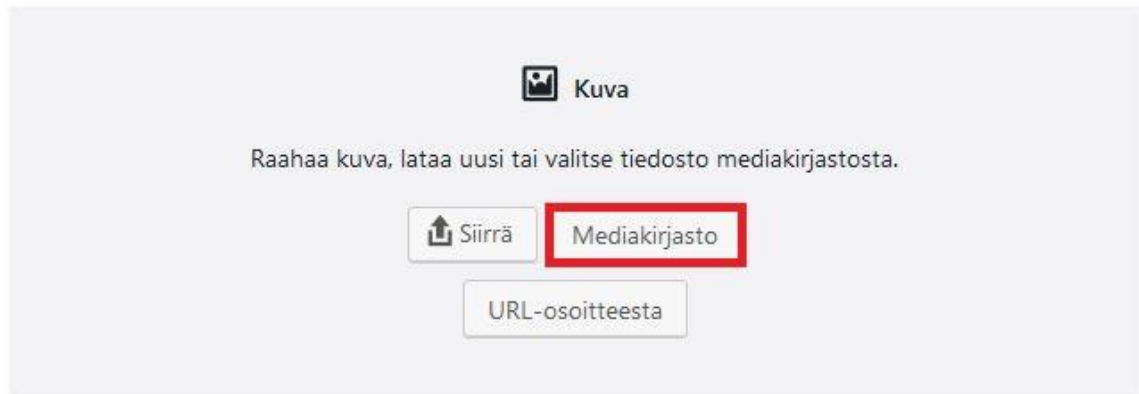 Kuva
Raahaa kuva, lataa uusi tai valitse tiedosto mediakirjastosta.
Siirrä Mediakirjasto
URL-osoitteesta